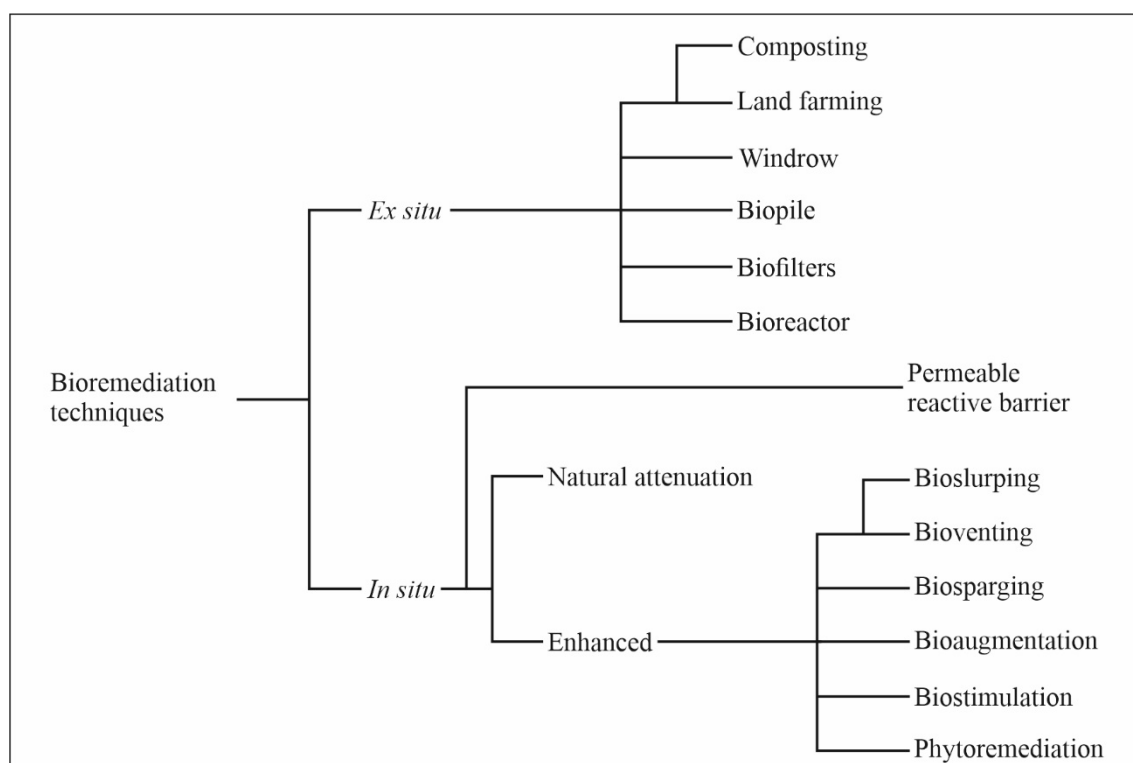 Composting
Land farming
Windrow
Ex situ
Biopile
Biofilters
Bioreactor
Bioremediation
techniques
Permeable
reactive barrier
Natural attenuation
Bioslurping
Bioventing
In situ
Biosparging
Enhanced
Bioaugmentation
Biostimulation
Phytoremediation